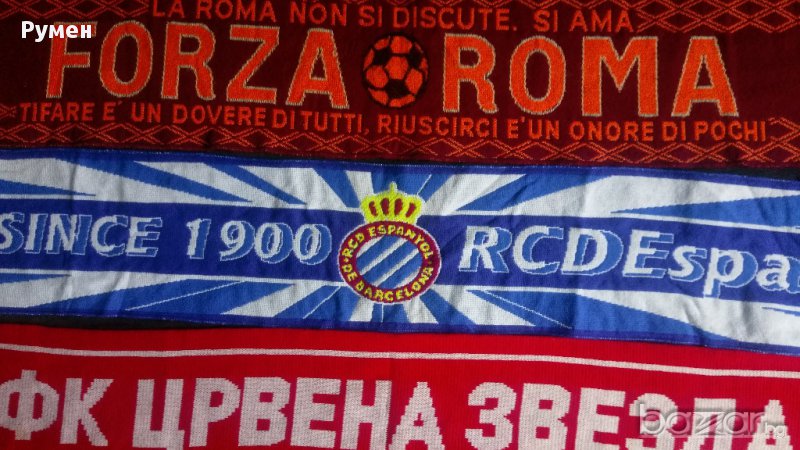 Румен
LA ROMA NON SI DISCUTE. SI AMA
FORZA ROMA
TIFARE E' UN DOVERE DI TUTTI, RIUSCIRCI E' UN ONORE DI POCHI
SINCE 1900
RCD ESPANYOL
DE BARCELONA
RCDEspa
ФК ЦРВЕНА ЗВЕЗДА
bazar.bg